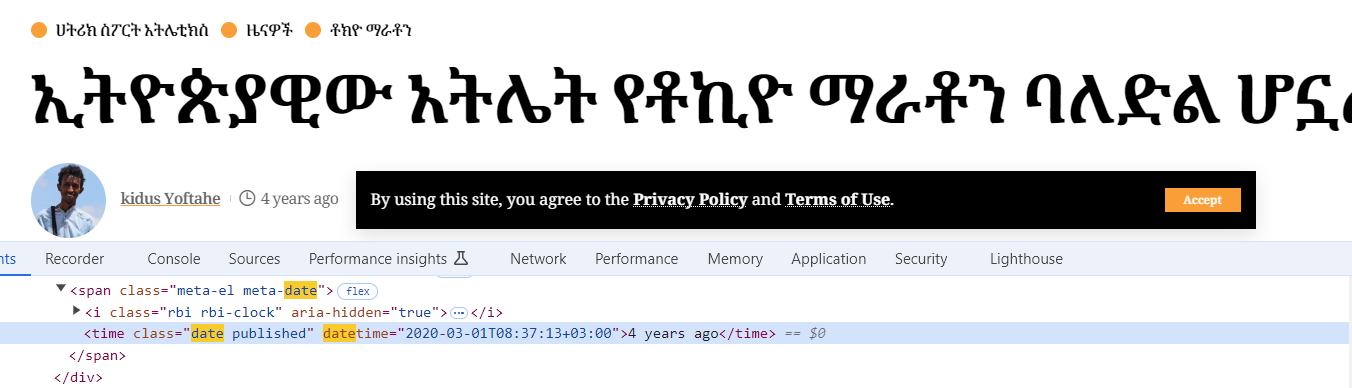 ሀትሪክ ስፖርት አትሌቲክስ ዜናዎች ቶክዮ ማራቶን
ኢትዮጵያዊው አትሌት የቶኪዮ ማራቶን ባለድል ሆኗ
kidus Yoftahe 4 years ago
By using this site, you agree to the Privacy Policy and Terms of Use. Accept
nts Recorder Console Sources Performance insights Network Performance Memory Application Security Lighthouse
<span class="meta-el meta-date"> flex
<i class="rbi rbi-clock" aria-hidden="true">⋯</i>
<time class="date published" datetime="2020-03-01T08:37:13+03:00">4 years ago</time> == $0
</span>
</div>